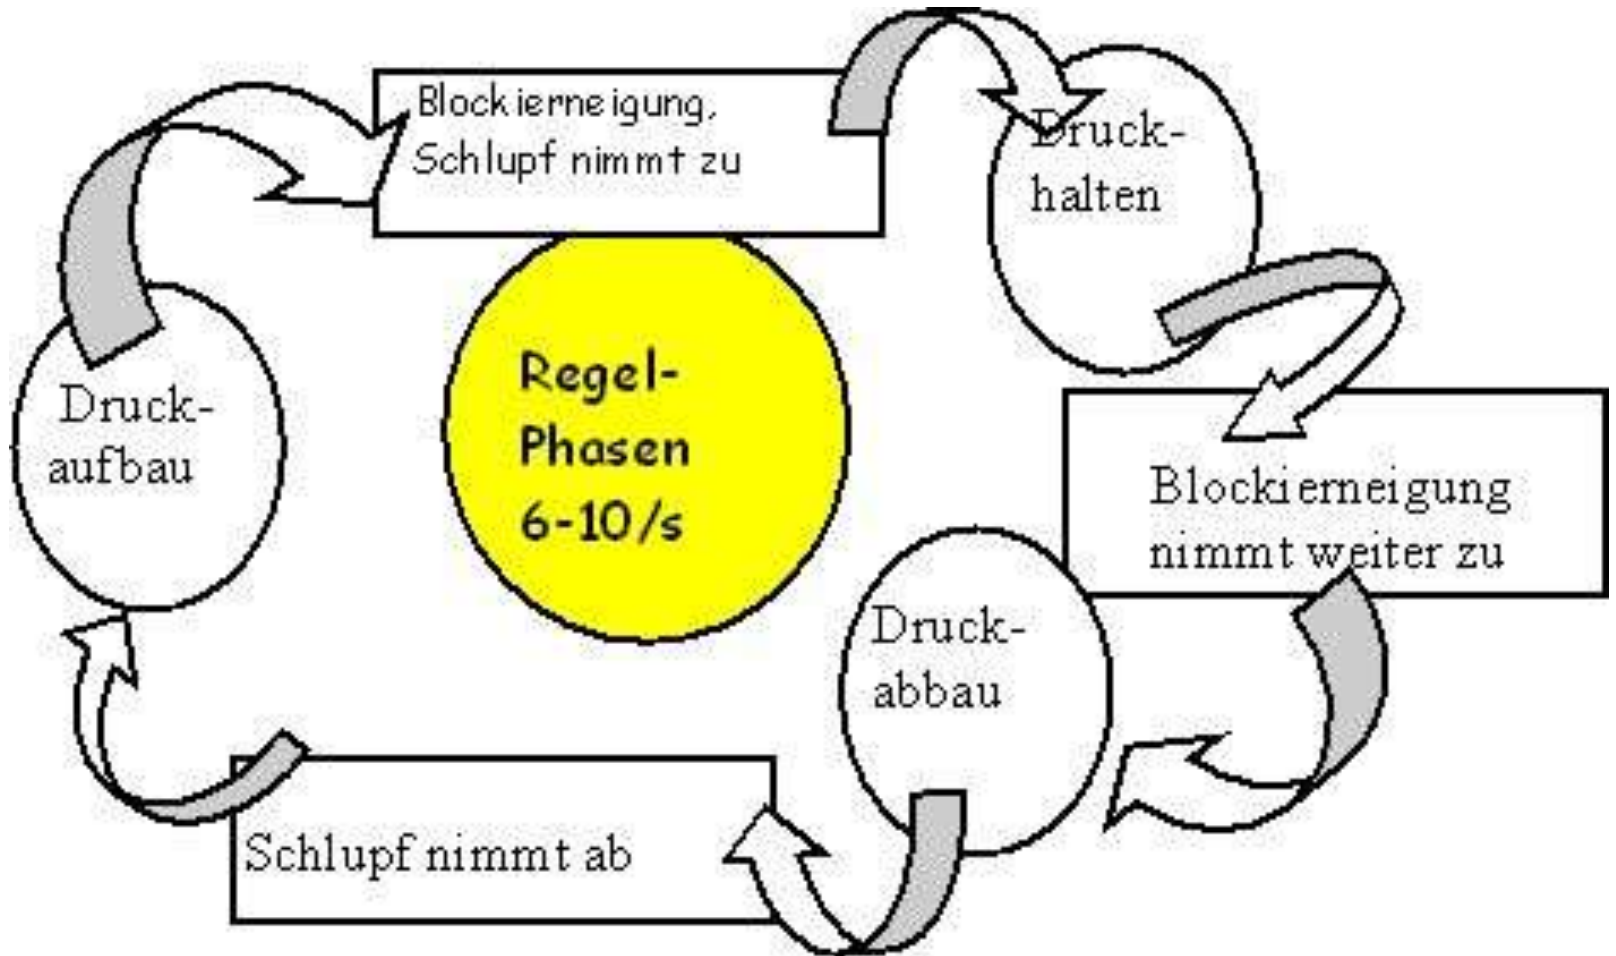 Blockierneigung,
Schlupf nimmt zu
Druck-
halten
Regel-
Phasen
6-10/s
Druck-
aufbau
Blockierneigung
nimmt weiter zu
Druck-
abbau
Schlupf nimmt ab